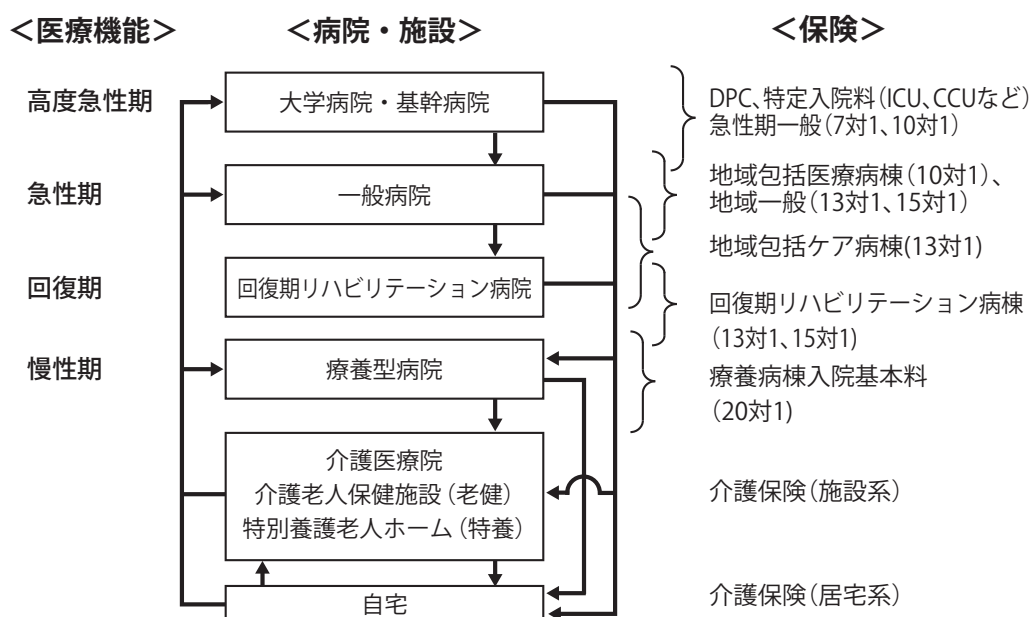 ＜医療機能＞ ＜病院・施設＞ ＜保険＞
高度急性期
大学病院・基幹病院
DPC、特定入院料（ICU、CCUなど）
急性期一般（7対1、10対1）
急性期
一般病院
地域包括医療病棟（10対1）、
地域一般（13対1、15対1）
地域包括ケア病棟(13対1)
回復期
回復期リハビリテーション病院
回復期リハビリテーション病棟
（13対1、15対1)
慢性期
療養型病院
療養病棟入院基本料
（20対1)
介護医療院
介護老人保健施設（老健）
特別養護老人ホーム（特養）
介護保険（施設系）
自宅
介護保険（居宅系）